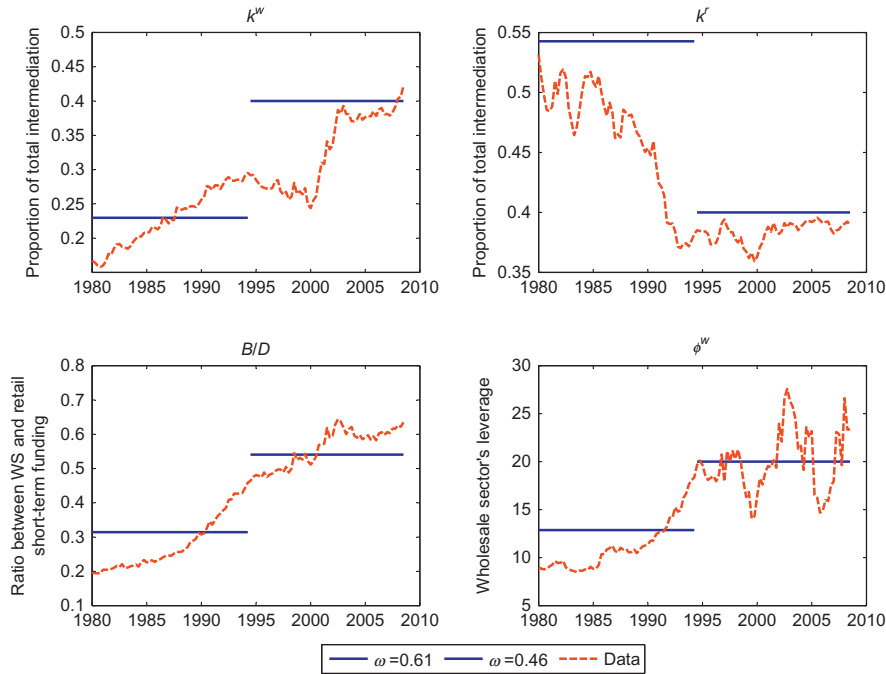 k^w
Proportion of total intermediation
0.5
0.45
0.4
0.35
0.3
0.25
0.2
1980 1985 1990 1995 2000 2005 2010
k^r
Proportion of total intermediation
0.55
0.5
0.45
0.4
0.35
1980 1985 1990 1995 2000 2005 2010
B/D
Ratio between WS and retail
short-term funding
0.8
0.7
0.6
0.5
0.4
0.3
0.2
0.1
1980 1985 1990 1995 2000 2005 2010
ϕ^w
Wholesale sector's leverage
30
25
20
15
10
5
1980 1985 1990 1995 2000 2005 2010
ω=0.61 ω=0.46 Data